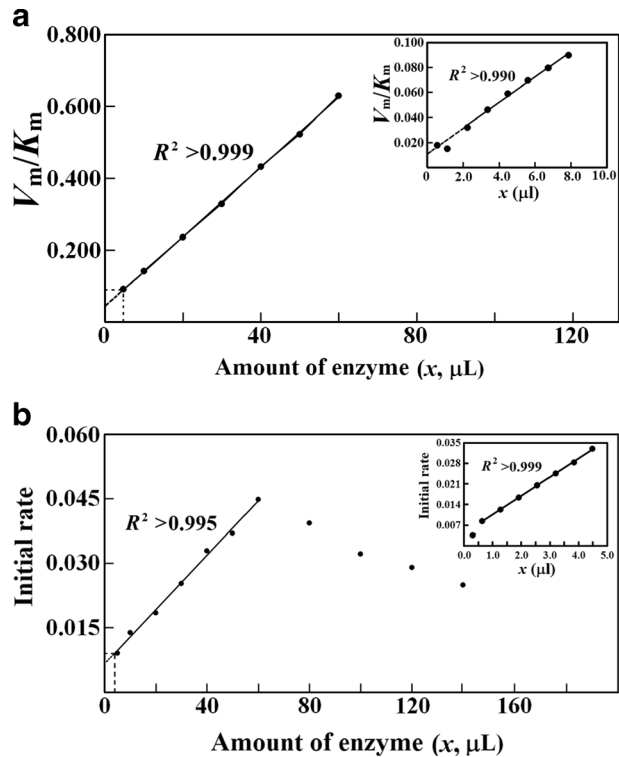 a
0.800
0.600
0.400
0.200
Vm/Km
R² >0.999
0 40 80 120
Amount of enzyme (x, μL)
0.100
0.080
0.060
0.040
0.020
Vm/Km
R² >0.990
0 2.0 4.0 6.0 8.0 10.0
x (μl)
b
0.060
0.045
0.030
0.015
Initial rate
R² >0.995
0 40 80 120 160
Amount of enzyme (x, μL)
0.035
0.028
0.021
0.014
0.007
Initial rate
R² >0.999
0.0 0.9 1.8 2.7 3.6 4.5 5.0
x (μl)